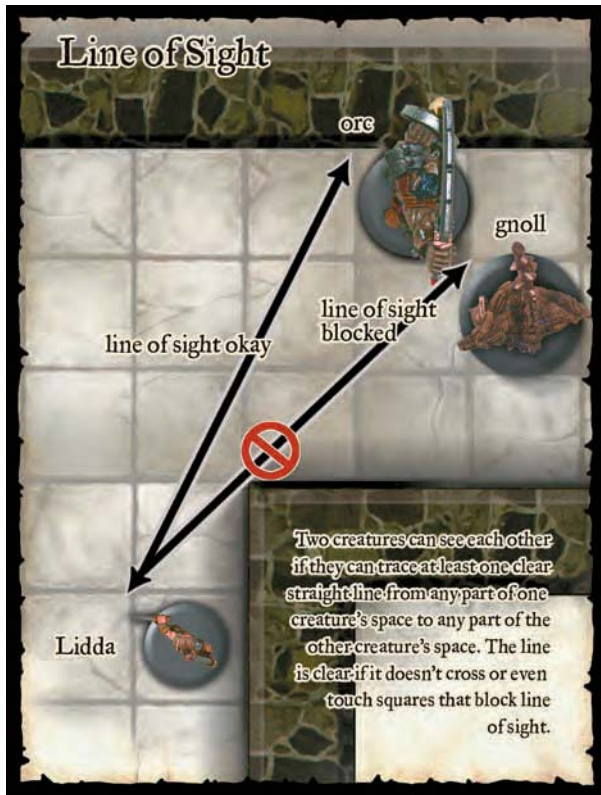 Line of Sight
orc
gnoll
line of sight okay
line of sight
blocked
Lidda
Two creatures can see each other
if they can trace at least one clear
straight line from any part of one
creature's space to any part of the
other creature's space. The line
is clear if it doesn't cross or even
touch squares that block line
of sight.